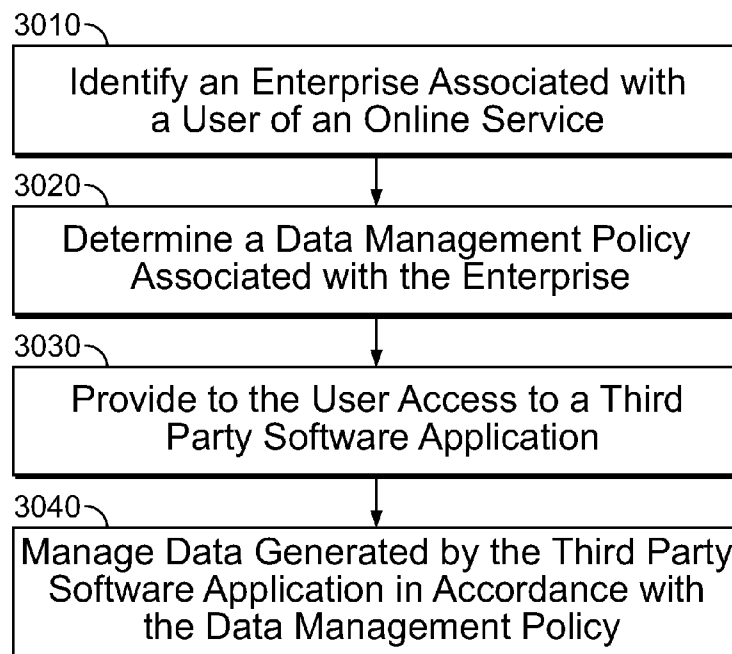 3010
Identify an Enterprise Associated with
a User of an Online Service
3020
Determine a Data Management Policy
Associated with the Enterprise
3030
Provide to the User Access to a Third
Party Software Application
3040
Manage Data Generated by the Third Party
Software Application in Accordance with
the Data Management Policy